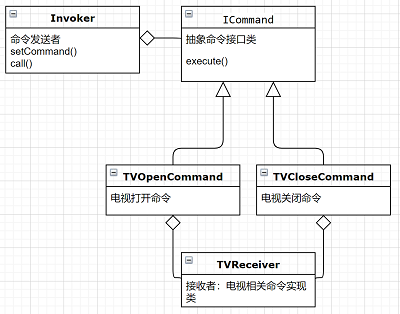 Invoker
命令发送者
setCommand()
call()
ICommand
抽象命令接口类
execute()
TVOpenCommand
电视打开命令
TVCloseCommand
电视关闭命令
TVReceiver
接收者：电视相关命令实现
类